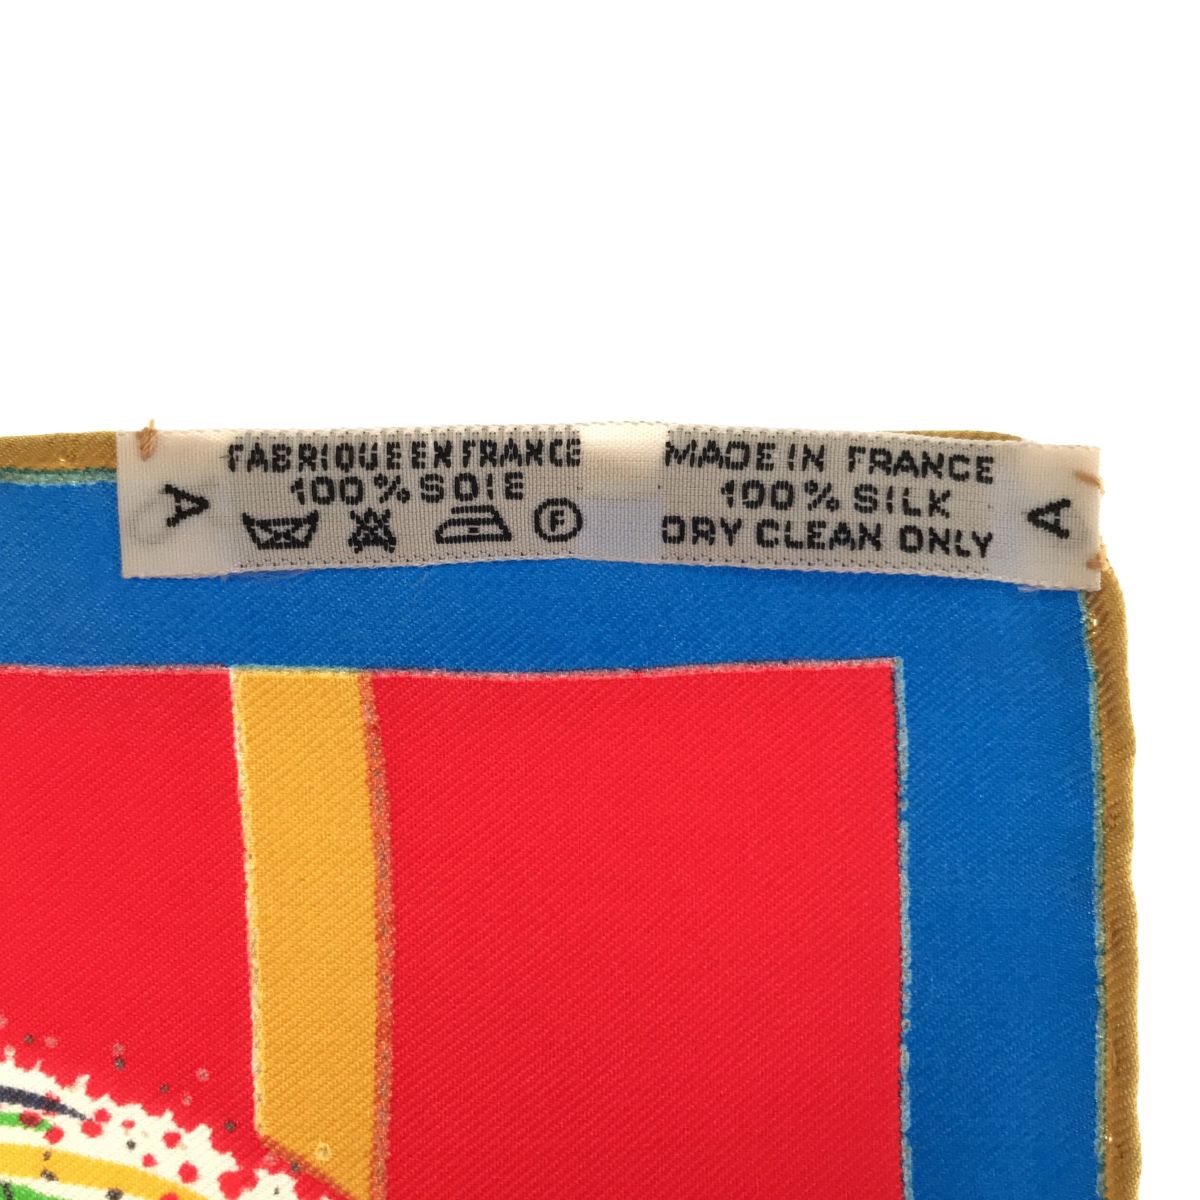 A
FABRIQUE EN FRANCE
100% SOIE
F
MADE IN FRANCE
100% SILK
DRY CLEAN ONLY
A